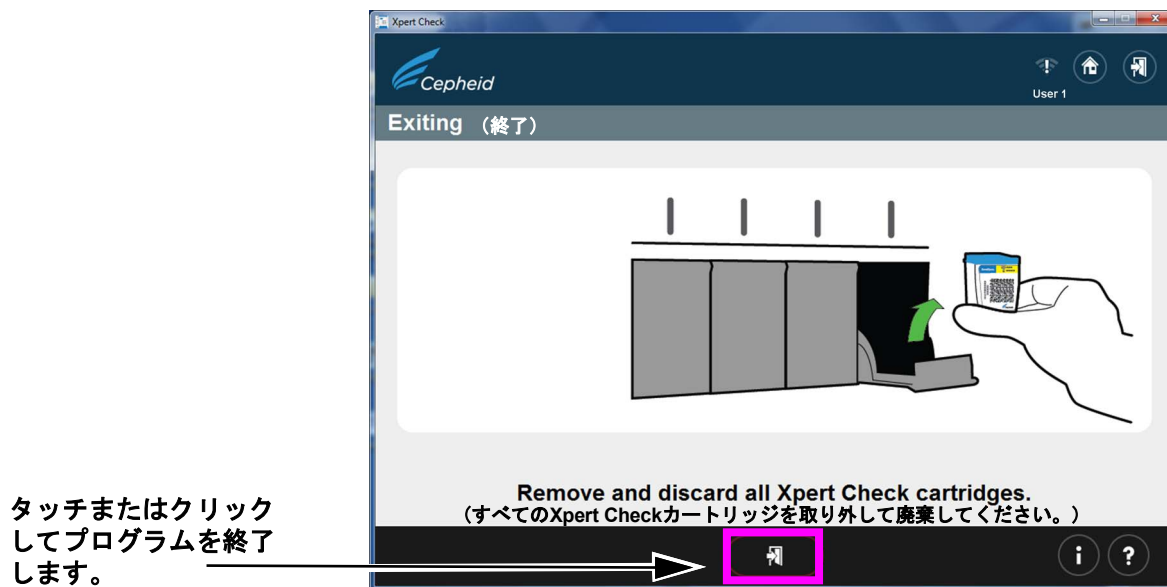 Xpert Check
Cepheid
User 1
Exiting （終了）
Remove and discard all Xpert Check cartridges.
（すべてのXpert Checkカートリッジを取り外して廃棄してください。）
タッチまたはクリック
してプログラムを終了
します。
i ?